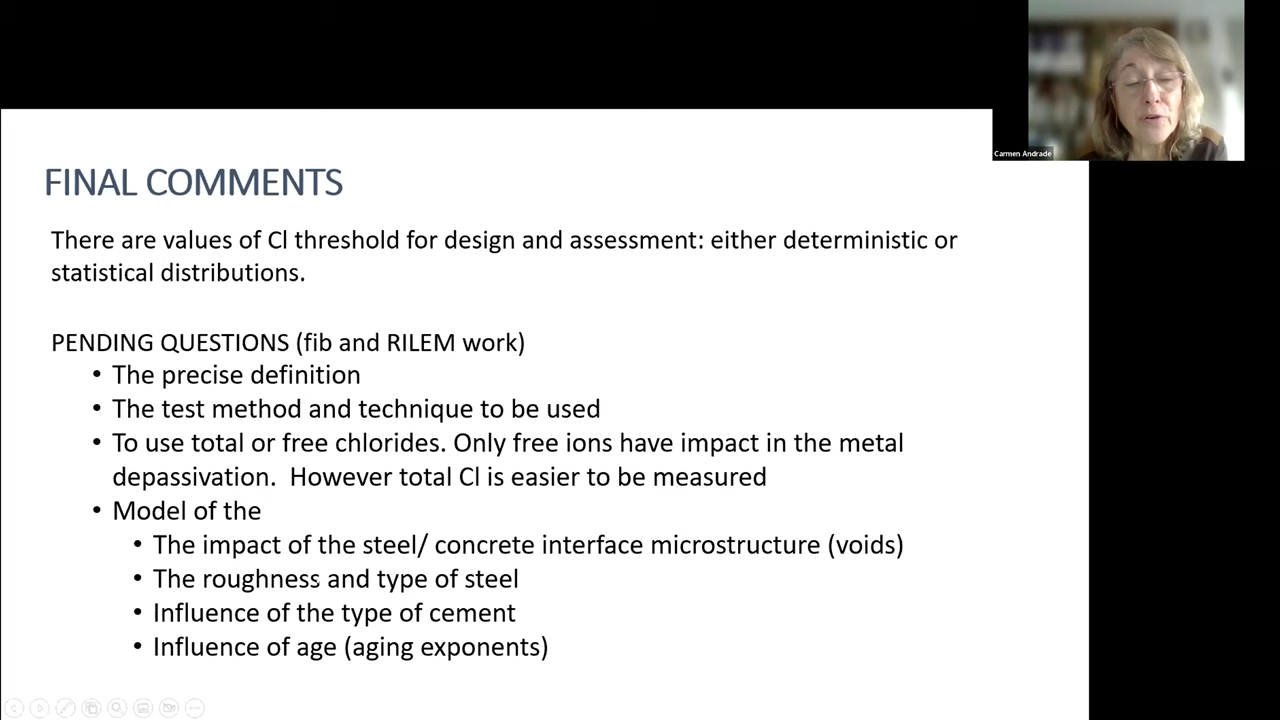 Carmen Andrade
FINAL COMMENTS
There are values of Cl threshold for design and assessment: either deterministic or
statistical distributions.
PENDING QUESTIONS (fib and RILEM work)
• The precise definition
• The test method and technique to be used
• To use total or free chlorides. Only free ions have impact in the metal
depassivation.  However total Cl is easier to be measured
• Model of the
• The impact of the steel/ concrete interface microstructure (voids)
• The roughness and type of steel
• Influence of the type of cement
• Influence of age (aging exponents)